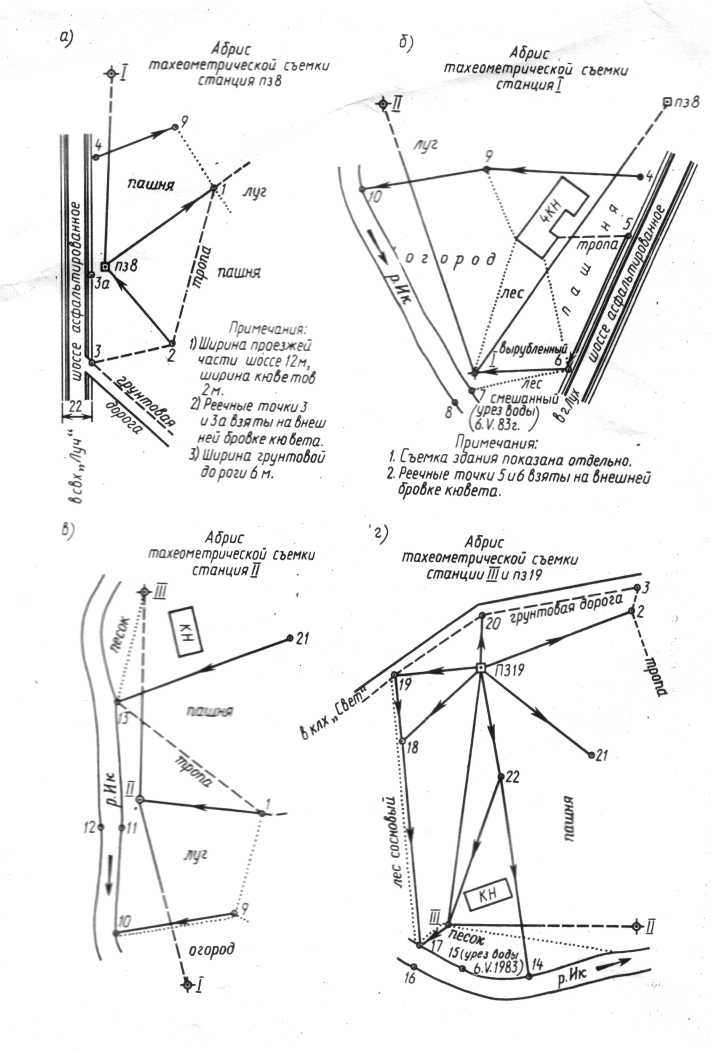 а)
Абрис
тахеометрической съемки
станция пз8
I
9
4
пашня
1
луг
шоссе асфальтированное
пз8
3а
тропа
пашня
3
2
грунтовая
дорога
22
в свх „Луч“
Примечания:
1) Ширина проезжей
части шоссе 12м,
ширина кюветов
2м.
2) Реечные точки 3
и 3а взяты на внеш
ней бровке кювета.
3) Ширина грунтовой
дороги 6 м.
б)
Абрис
тахеометрической съемки
станция I
II
пз8
луг
9
4
10
4КН
5
тропа
огород
пашня
шоссе асфальтированное
р.Ик
лес
вырубленный
I
6
7
8
лес
смешанный
(урез воды
6.V.83г.)
в г.Лух
Примечания:
1. Съемка здания показана отдельно.
2. Реечные точки 5 и 6 взяты на внешней
бровке кювета.
в)
Абрис
тахеометрической съемки
станция II
III
песок
КН
21
13
пашня
тропа
II
р.Ик
1
12
11
луг
10
9
огород
I
г)
Абрис
тахеометрической съемки
станции III и пз19
3
грунтовая дорога
2
20
тропа
ПЗ19
19
в клх „Свет“
18
21
22
лес сосновый
пашня
КН
III
II
песок
17
15 (урез воды
6.V.1983)
14
16
р.Ик